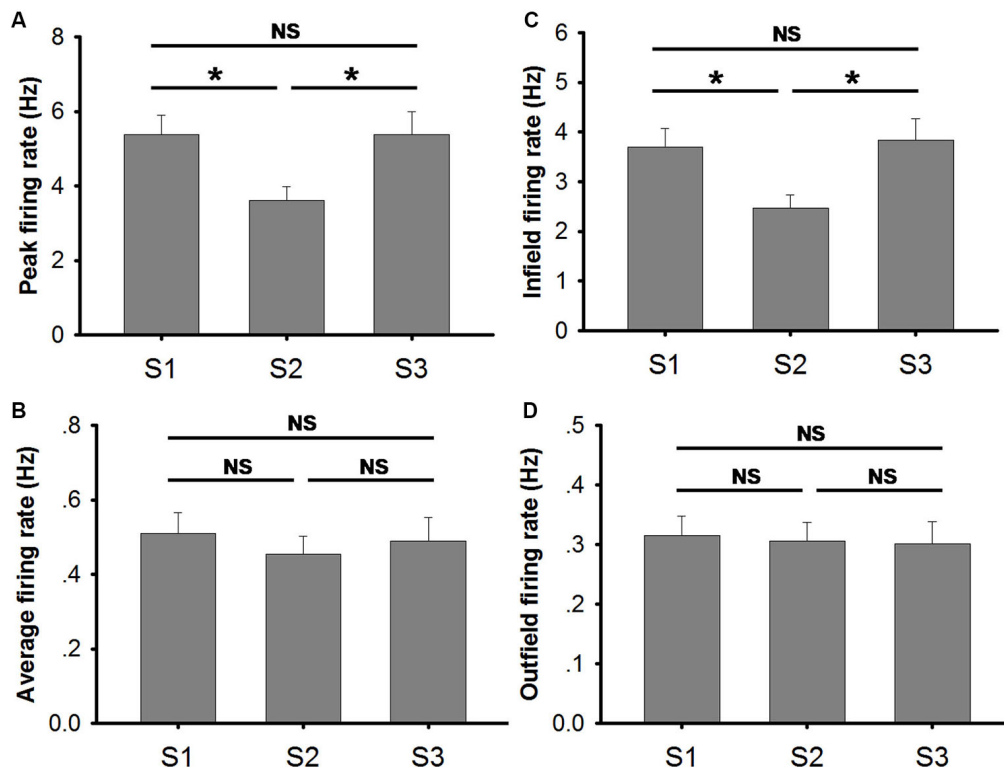 A
Peak firing rate (Hz)
8
6
4
2
0
NS
*
*
S1
S2
S3
C
Infield firing rate (Hz)
6
5
4
3
2
1
0
NS
*
*
S1
S2
S3
B
Average firing rate (Hz)
.8
.6
.4
.2
0.0
NS
NS
NS
S1
S2
S3
D
Outfield firing rate (Hz)
.5
.4
.3
.2
.1
0.0
NS
NS
NS
S1
S2
S3